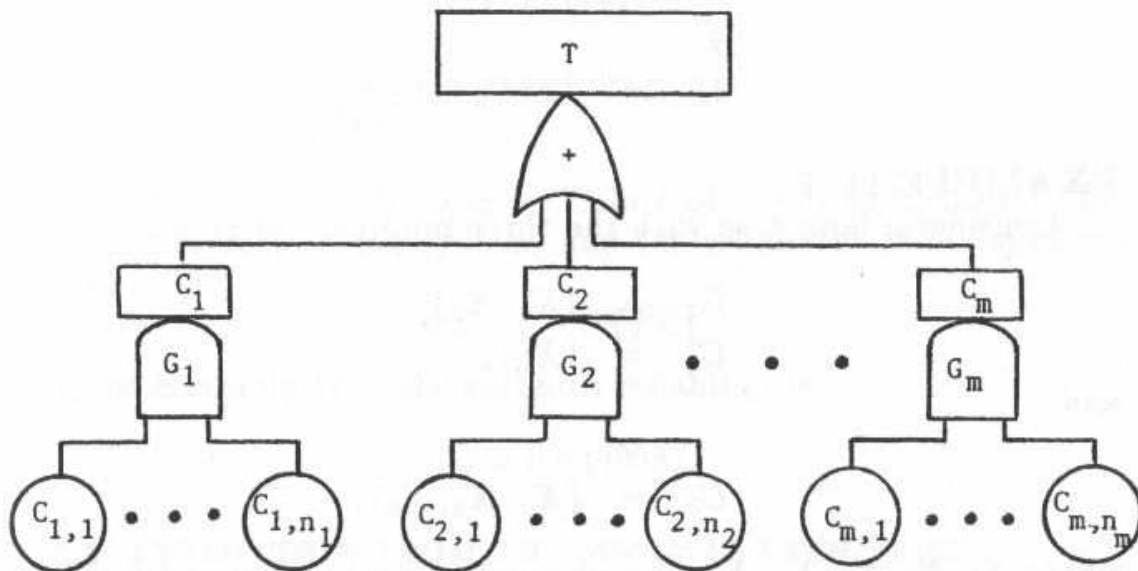 T
+
C1 C2 Cm
G1 G2 • • • Gm
C1,1 • • • C1,n1 C2,1 • • • C2,n2 Cm,1 • • • Cm,nm